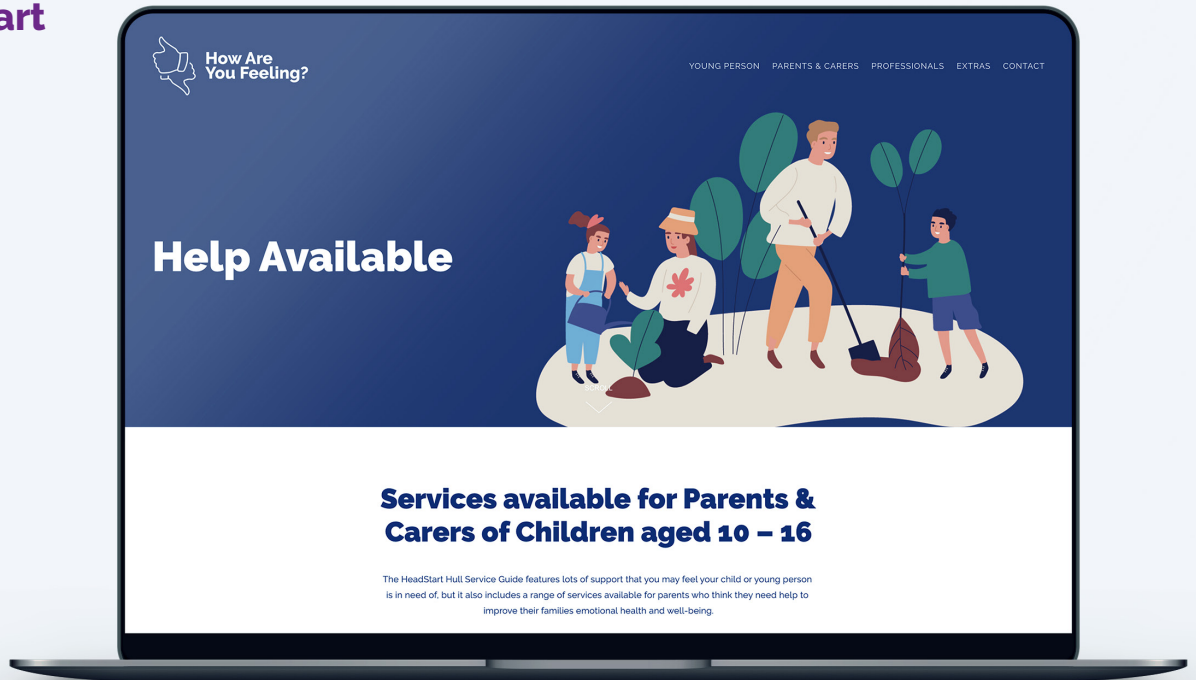 art
How Are
You Feeling?
YOUNG PERSON PARENTS & CARERS PROFESSIONALS EXTRAS CONTACT
Help Available
Services available for Parents &
Carers of Children aged 10 – 16
The HeadStart Hull Service Guide features lots of support that you may feel your child or young person
is in need of, but it also includes a range of services available for parents who think they need help to
improve their families emotional health and well-being.